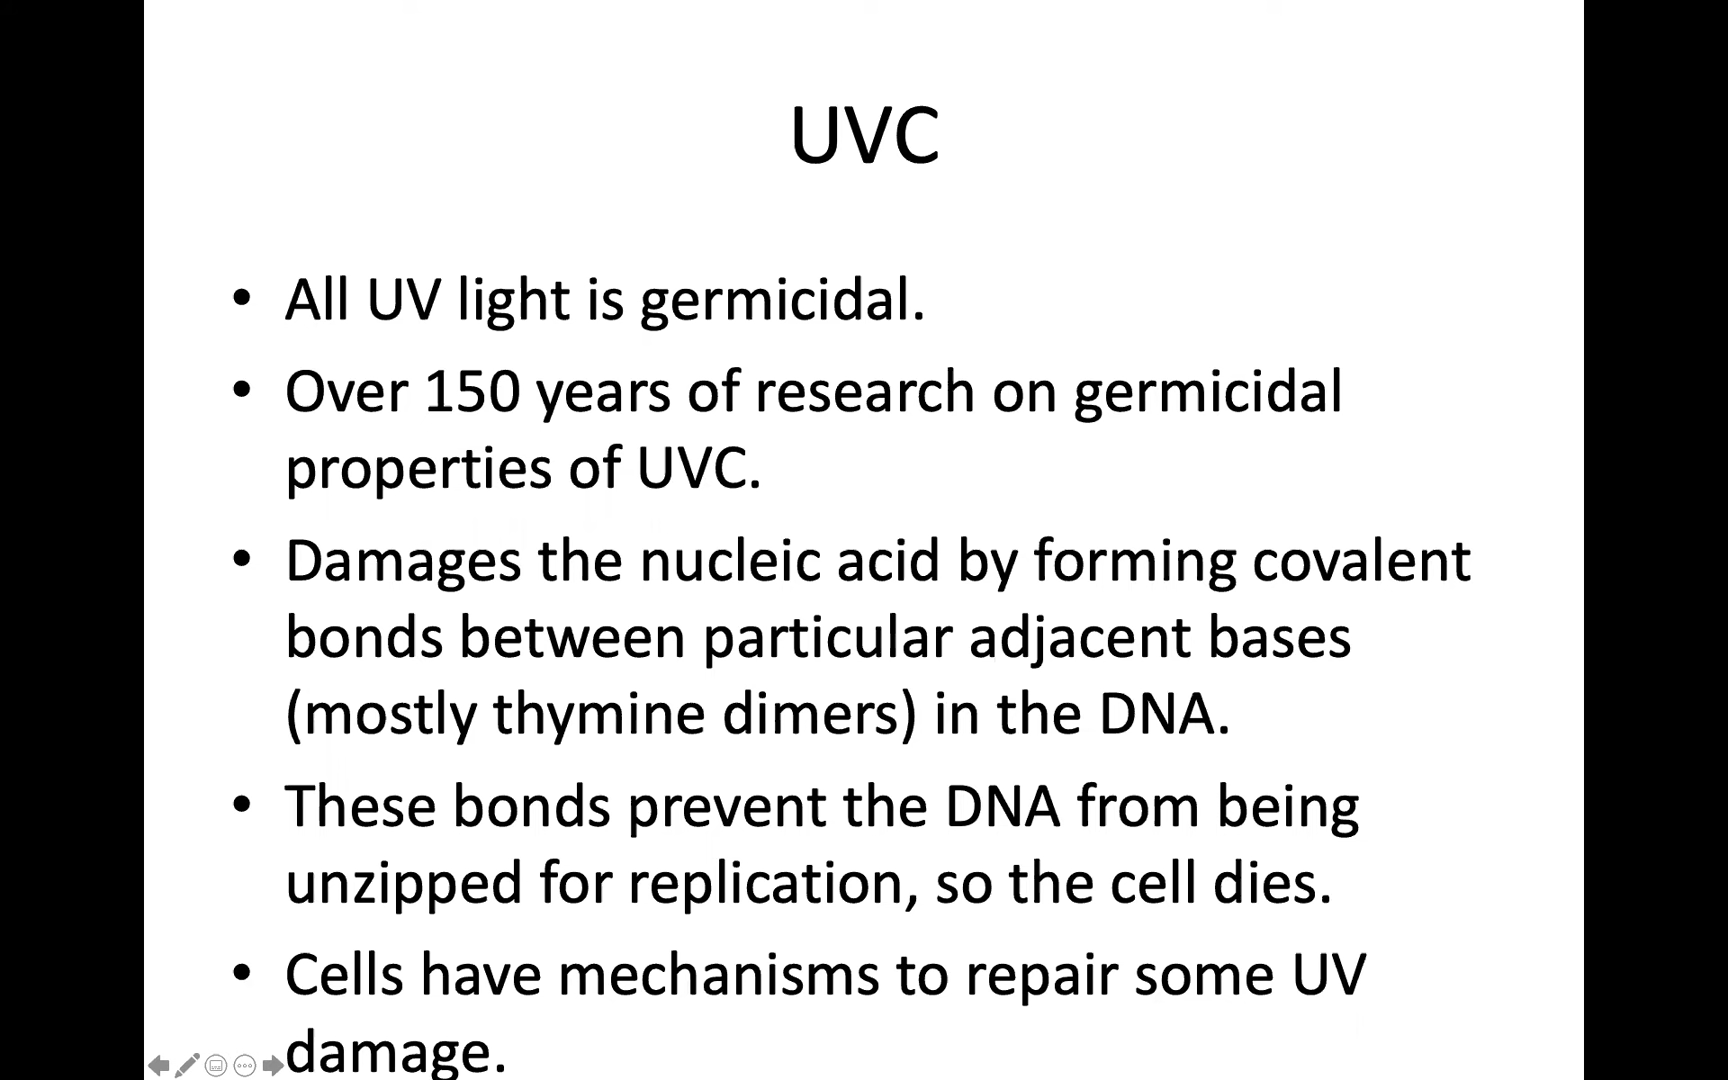 UVC
• All UV light is germicidal.
• Over 150 years of research on germicidal
properties of UVC.
• Damages the nucleic acid by forming covalent
bonds between particular adjacent bases
(mostly thymine dimers) in the DNA.
• These bonds prevent the DNA from being
unzipped for replication, so the cell dies.
• Cells have mechanisms to repair some UV
damage.